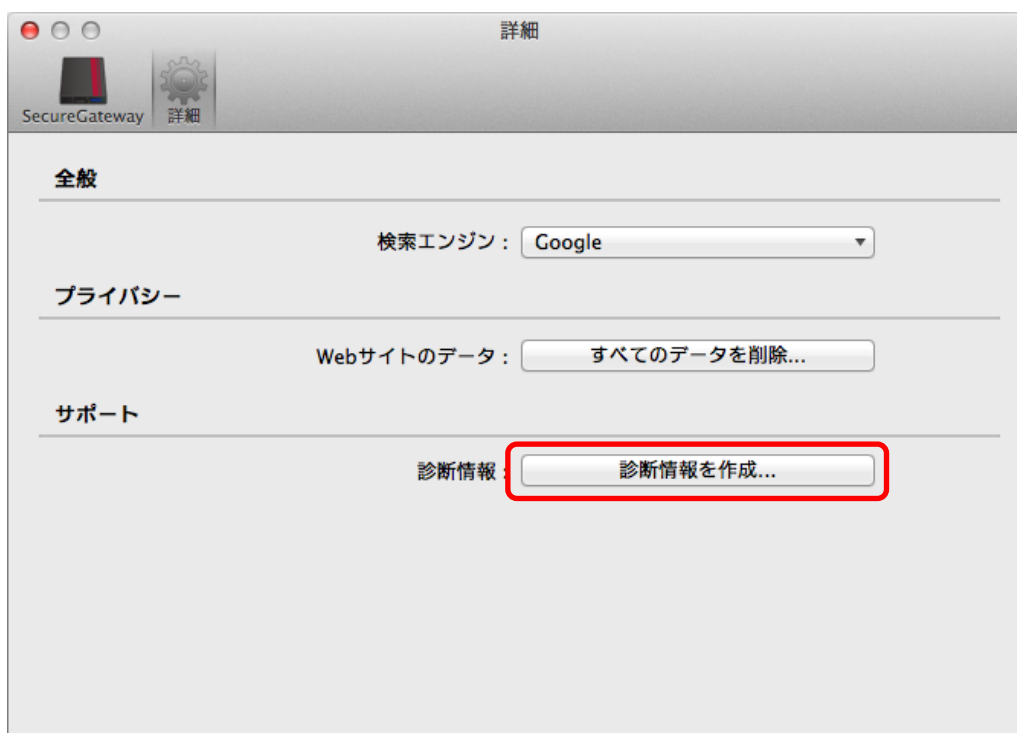 詳細
SecureGateway
詳細
全般
検索エンジン： Google
プライバシー
Webサイトのデータ： すべてのデータを削除...
サポート
診断情報： 診断情報を作成...